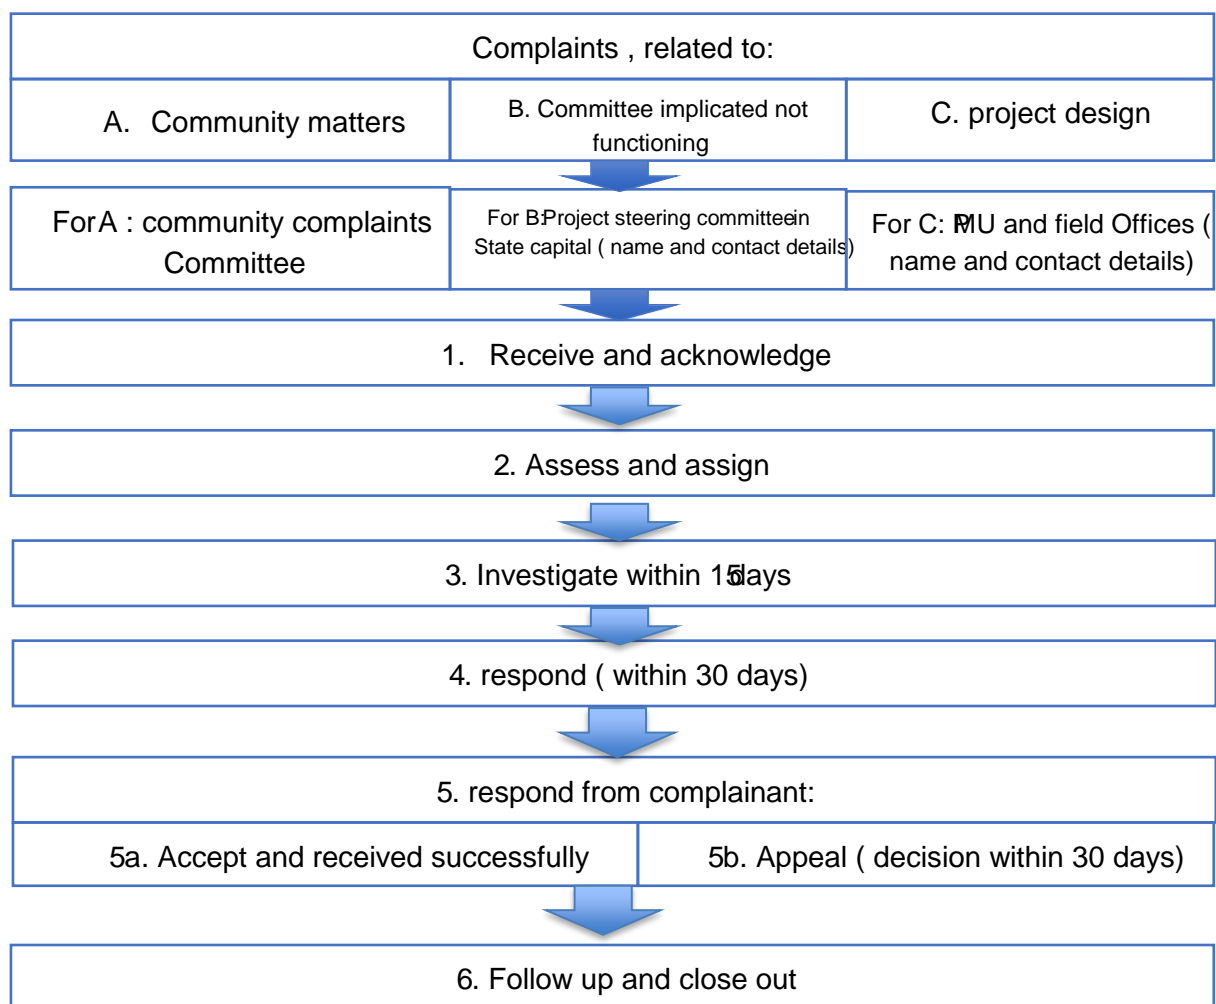 Complaints , related to:
A. Community matters
B. Committee implicated not
functioning
C. project design
For A : community complaints
Committee
For B:Project steering committee in
State capital ( name and contact details)
For C: PMU and field Offices (
name and contact details)
1. Receive and acknowledge
2. Assess and assign
3. Investigate within 15 days
4. respond ( within 30 days)
5. respond from complainant:
5a. Accept and received successfully
5b. Appeal ( decision within 30 days)
6. Follow up and close out